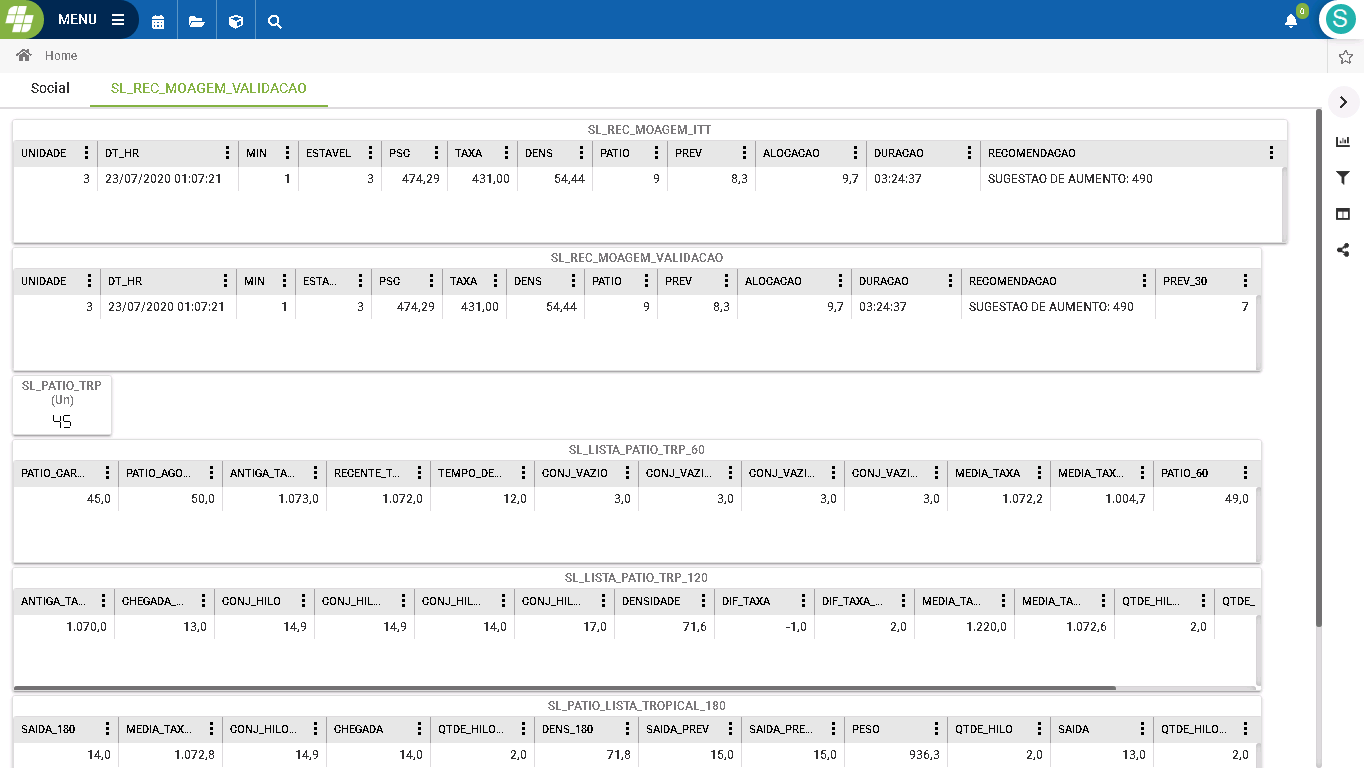 MENU
0
S
Home
Social SL_REC_MOAGEM_VALIDACAO
SL_REC_MOAGEM_ITT
UNIDADE DT_HR MIN ESTAVEL PSC TAXA DENS PATIO PREV ALOCACAO DURACAO RECOMENDACAO
3 23/07/2020 01:07:21 1 3 474,29 431,00 54,44 9 8,3 9,7 03:24:37 SUGESTAO DE AUMENTO: 490
SL_REC_MOAGEM_VALIDACAO
UNIDADE DT_HR MIN ESTA... PSC TAXA DENS PATIO PREV ALOCACAO DURACAO RECOMENDACAO PREV_30
3 23/07/2020 01:07:21 1 3 474,29 431,00 54,44 9 8,3 9,7 03:24:37 SUGESTAO DE AUMENTO: 490 7
SL_PATIO_TRP
(Un)
45
SL_LISTA_PATIO_TRP_60
PATIO_CAR... PATIO_AGO... ANTIGA_TA... RECENTE_T... TEMPO_DE... CONJ_VAZIO CONJ_VAZI... CONJ_VAZI... CONJ_VAZI... MEDIA_TAXA MEDIA_TAX... PATIO_60
45,0 50,0 1.073,0 1.072,0 12,0 3,0 3,0 3,0 3,0 1.072,2 1.004,7 49,0
SL_LISTA_PATIO_TRP_120
ANTIGA_TA... CHEGADA_... CONJ_HILO CONJ_HIL... CONJ_HIL... CONJ_HIL... DENSIDADE DIF_TAXA DIF_TAXA_... MEDIA_TA... MEDIA_TA... QTDE_HIL... QTDE_
1.070,0 13,0 14,9 14,9 14,0 17,0 71,6 -1,0 2,0 1.220,0 1.072,6 2,0
SL_PATIO_LISTA_TROPICAL_180
SAIDA_180 MEDIA_TAX... CONJ_HILO... CHEGADA QTDE_HILO... DENS_180 SAIDA_PREV SAIDA_PRE... PESO QTDE_HILO SAIDA QTDE_HILO...
14,0 1.072,8 14,9 14,0 2,0 71,8 15,0 15,0 936,3 2,0 13,0 2,0